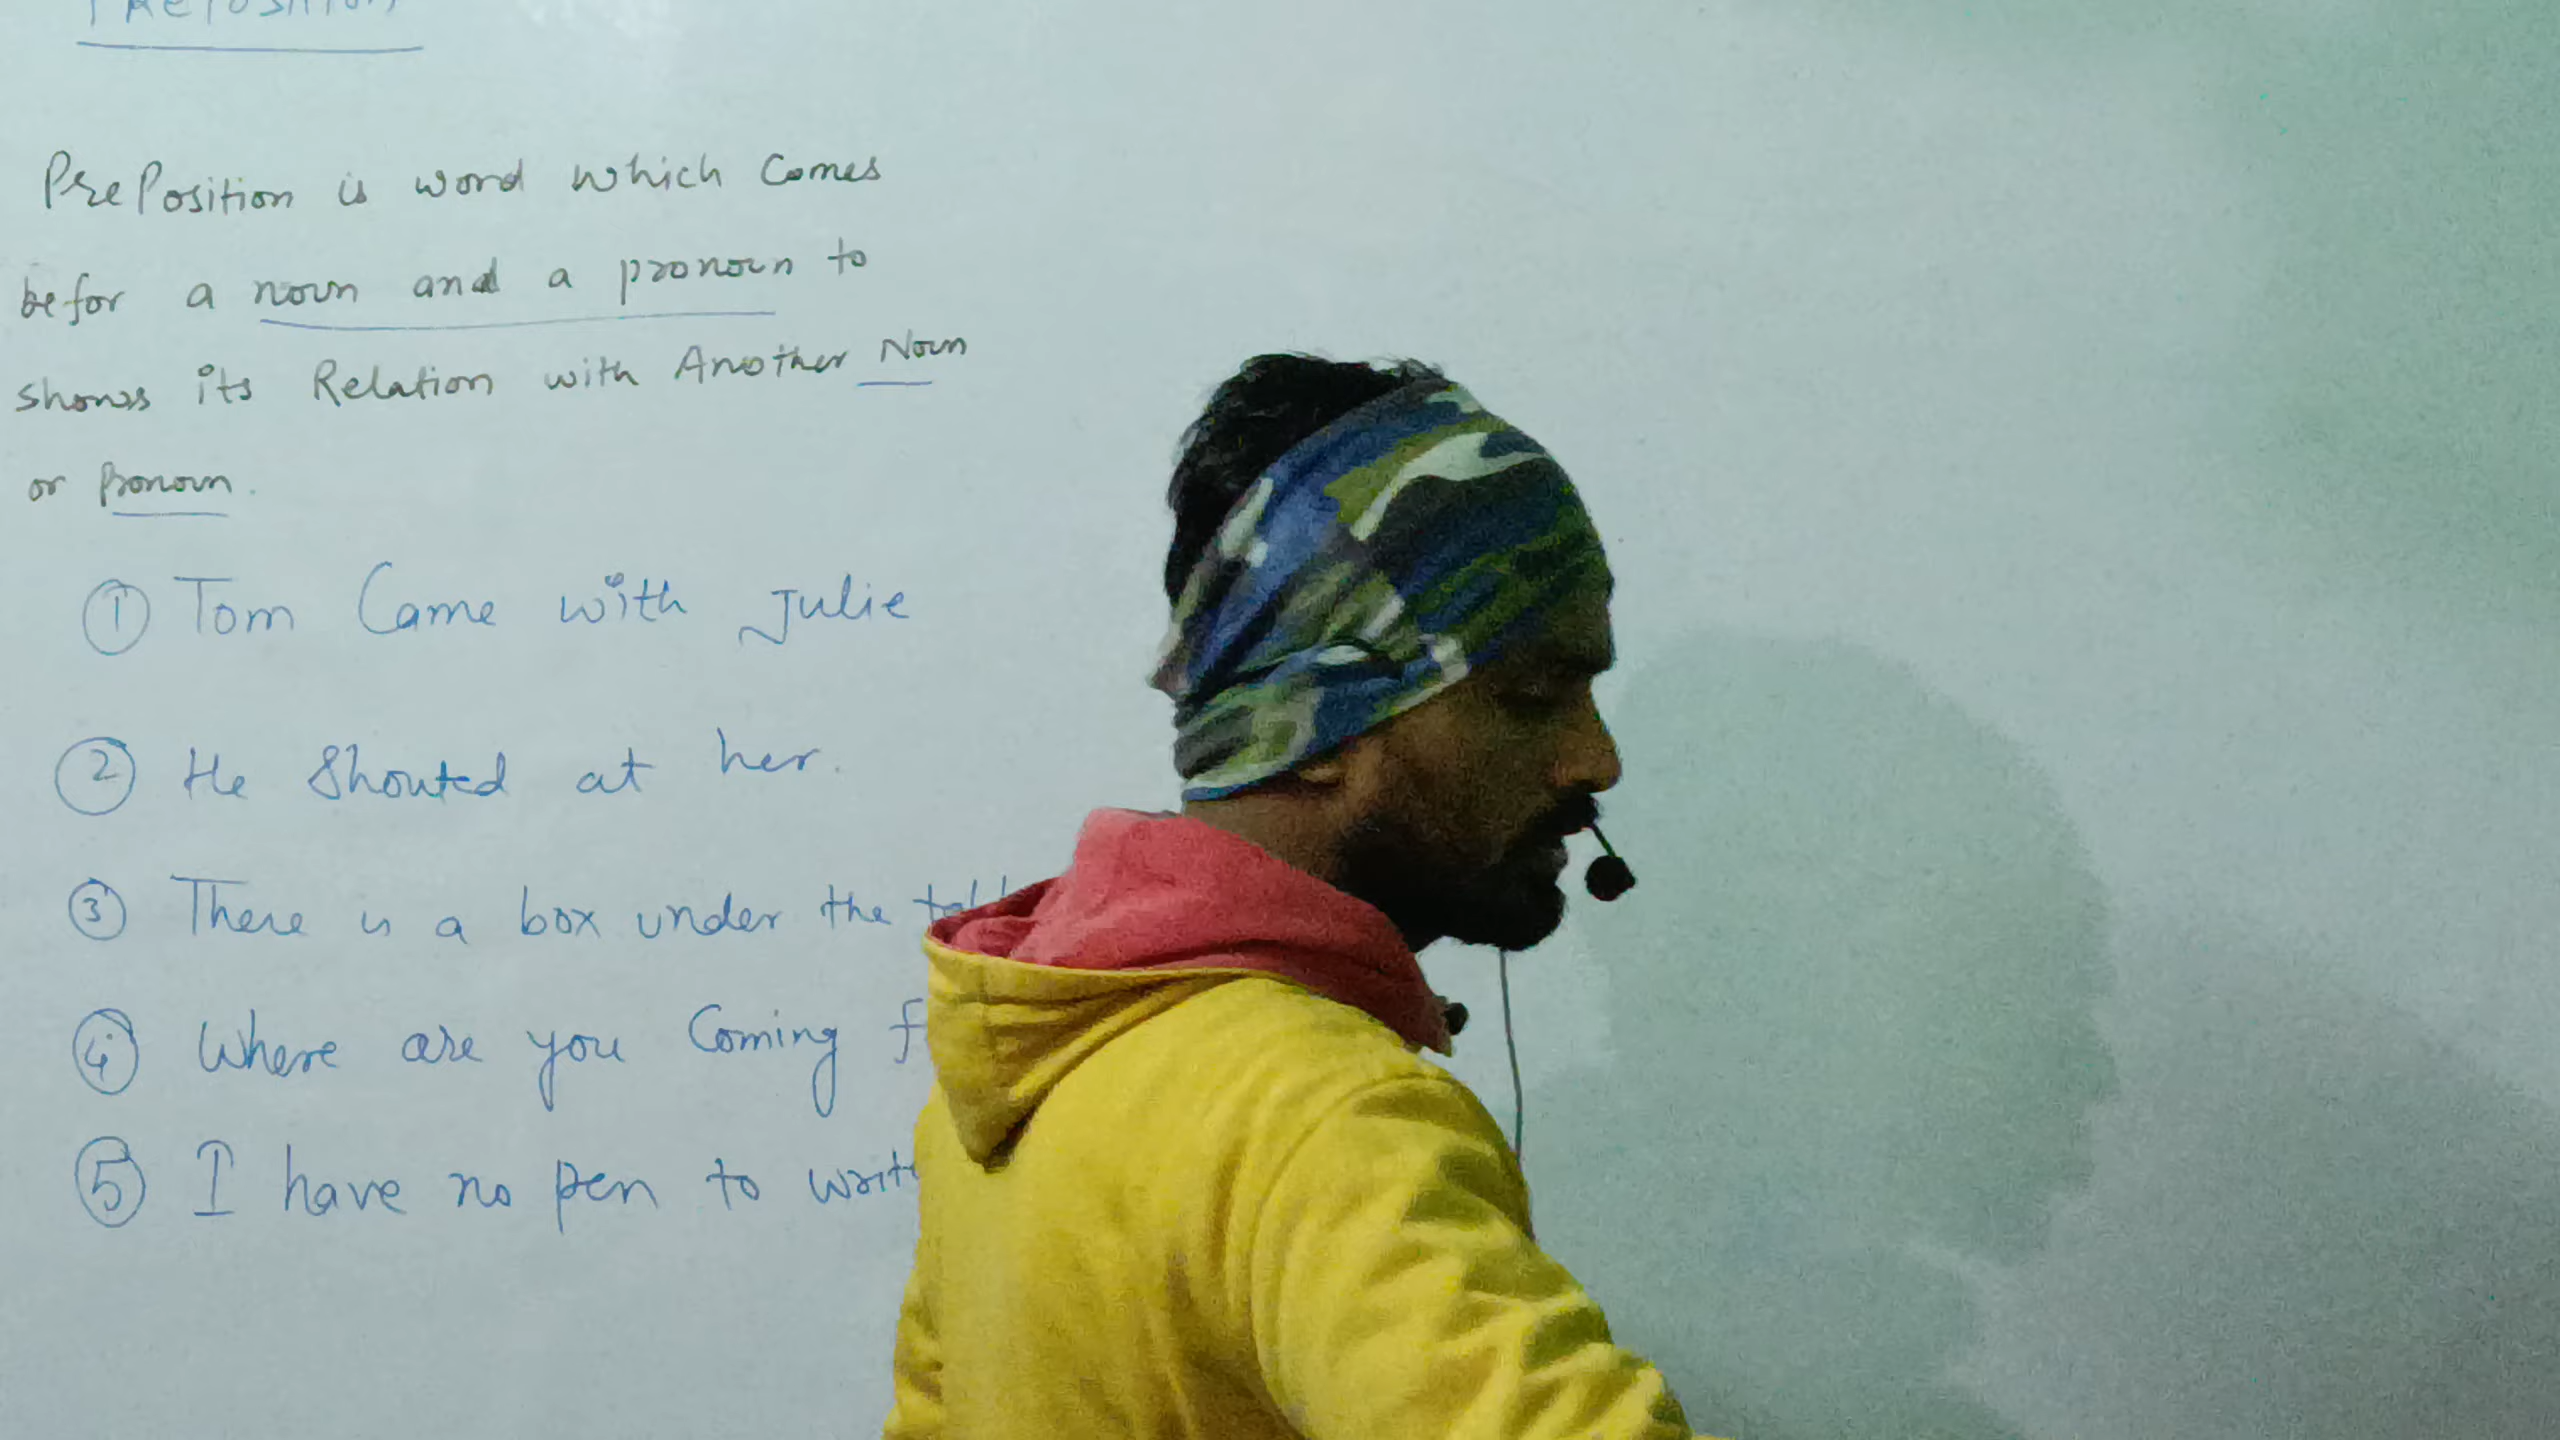 PREPOSITION
PrePosition is word which Comes
befor a noun and a pronoun to
shows its Relation with Another Noun
or Pronoun.
① Tom Came with Julie
② He Shouted at her.
③ There is a box under the
④ Where are you Coming
⑤ I have no pen to